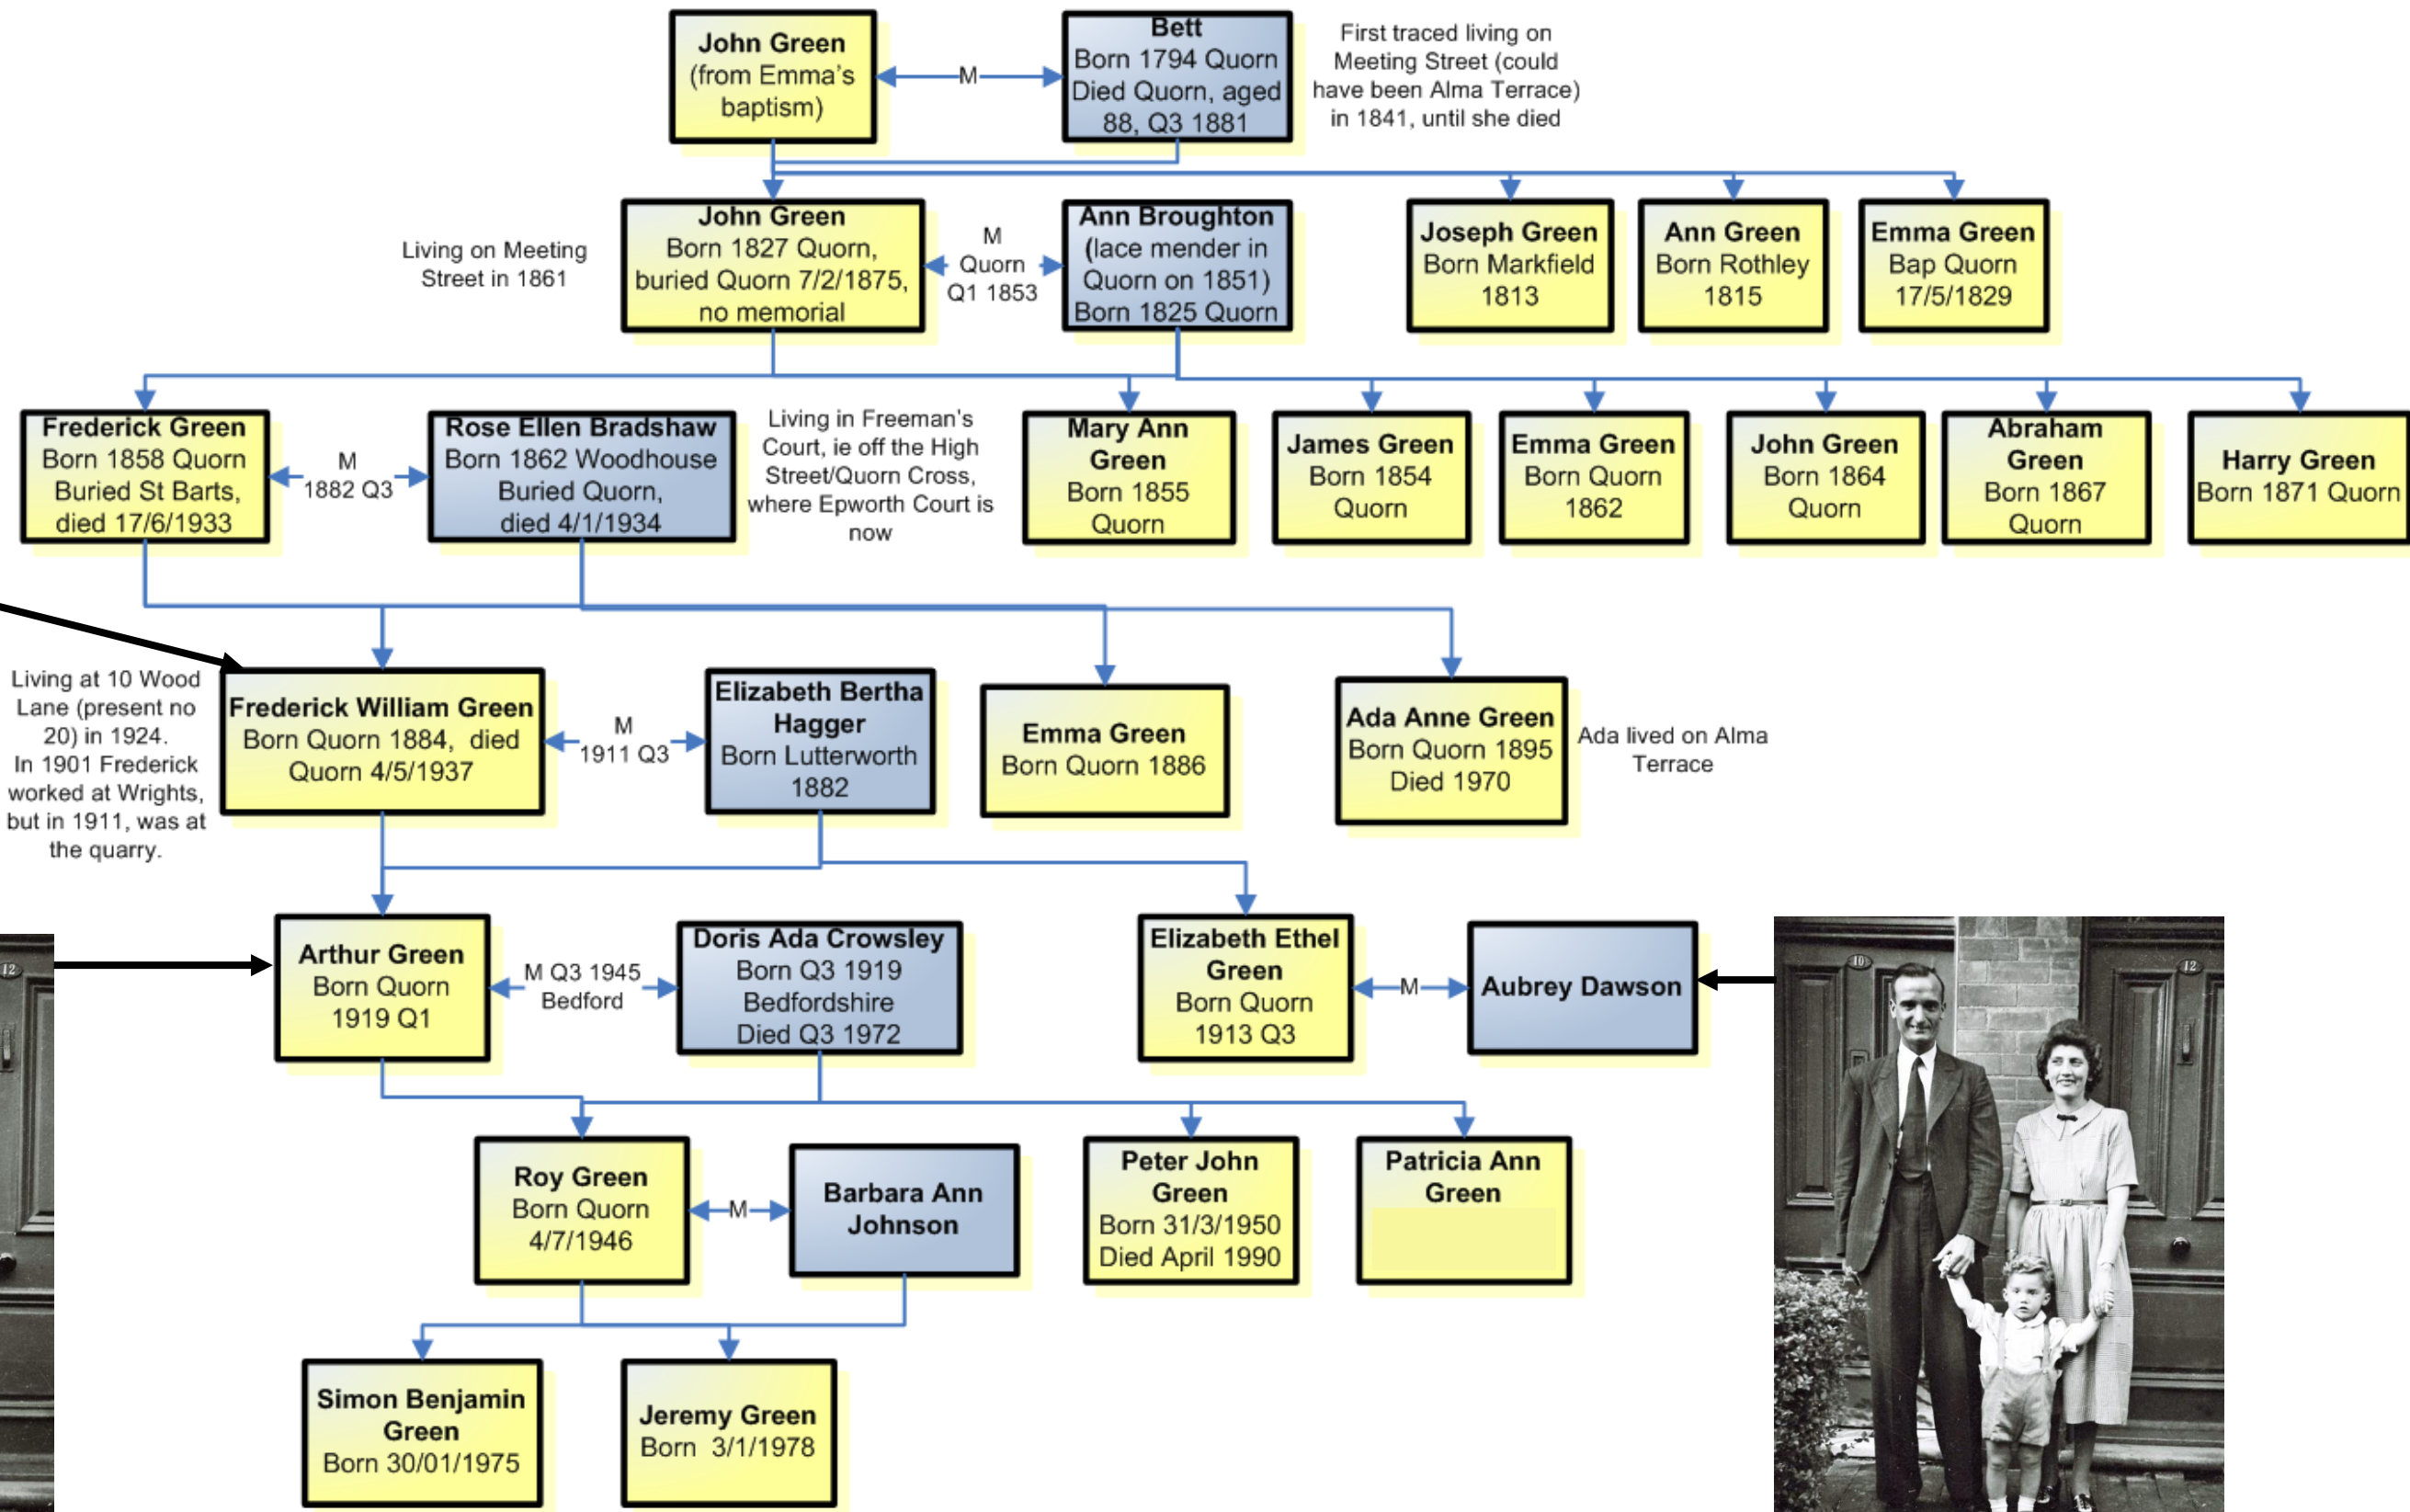 John Green
(from Emma's
baptism)
M
Bett
Born 1794 Quorn
Died Quorn, aged
88, Q3 1881
First traced living on
Meeting Street (could
have been Alma Terrace)
in 1841, until she died
Living on Meeting
Street in 1861
John Green
Born 1827 Quorn,
buried Quorn 7/2/1875,
no memorial
M
Quorn
Q1 1853
Ann Broughton
(lace mender in
Quorn on 1851)
Born 1825 Quorn
Joseph Green
Born Markfield
1813
Ann Green
Born Rothley
1815
Emma Green
Bap Quorn
17/5/1829
Frederick Green
Born 1858 Quorn
Buried St Barts,
died 17/6/1933
M
1882 Q3
Rose Ellen Bradshaw
Born 1862 Woodhouse
Buried Quorn,
died 4/1/1934
Living in Freeman's
Court, ie off the High
Street/Quorn Cross,
where Epworth Court is
now
Mary Ann
Green
Born 1855
Quorn
James Green
Born 1854
Quorn
Emma Green
Born Quorn
1862
John Green
Born 1864
Quorn
Abraham
Green
Born 1867
Quorn
Harry Green
Born 1871 Quorn
Living at 10 Wood
Lane (present no
20) in 1924.
In 1901 Frederick
worked at Wrights,
but in 1911, was at
the quarry.
Frederick William Green
Born Quorn 1884, died
Quorn 4/5/1937
M
1911 Q3
Elizabeth Bertha
Hagger
Born Lutterworth
1882
Emma Green
Born Quorn 1886
Ada Anne Green
Born Quorn 1895
Died 1970
Ada lived on Alma
Terrace
12
Arthur Green
Born Quorn
1919 Q1
M Q3 1945
Bedford
Doris Ada Crowsley
Born Q3 1919
Bedfordshire
Died Q3 1972
Elizabeth Ethel
Green
Born Quorn
1913 Q3
M
Aubrey Dawson
10
12
Roy Green
Born Quorn
4/7/1946
M
Barbara Ann
Johnson
Peter John
Green
Born 31/3/1950
Died April 1990
Patricia Ann
Green
Simon Benjamin
Green
Born 30/01/1975
Jeremy Green
Born 3/1/1978